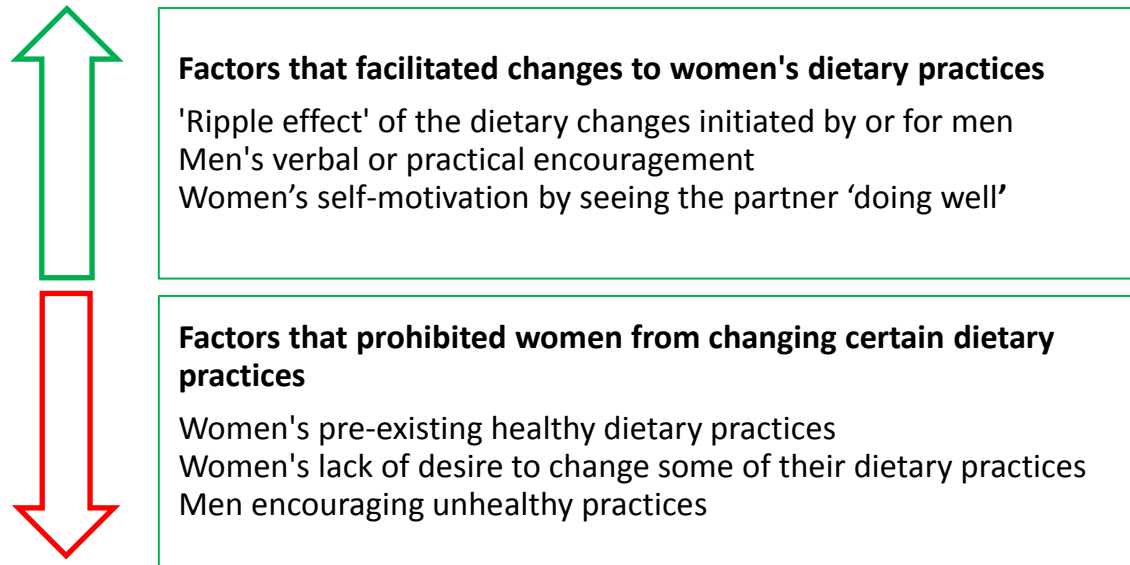 Factors that facilitated changes to women's dietary practices
'Ripple effect' of the dietary changes initiated by or for men
Men's verbal or practical encouragement
Women’s self-motivation by seeing the partner ‘doing well’
Factors that prohibited women from changing certain dietary
practices
Women's pre-existing healthy dietary practices
Women's lack of desire to change some of their dietary practices
Men encouraging unhealthy practices